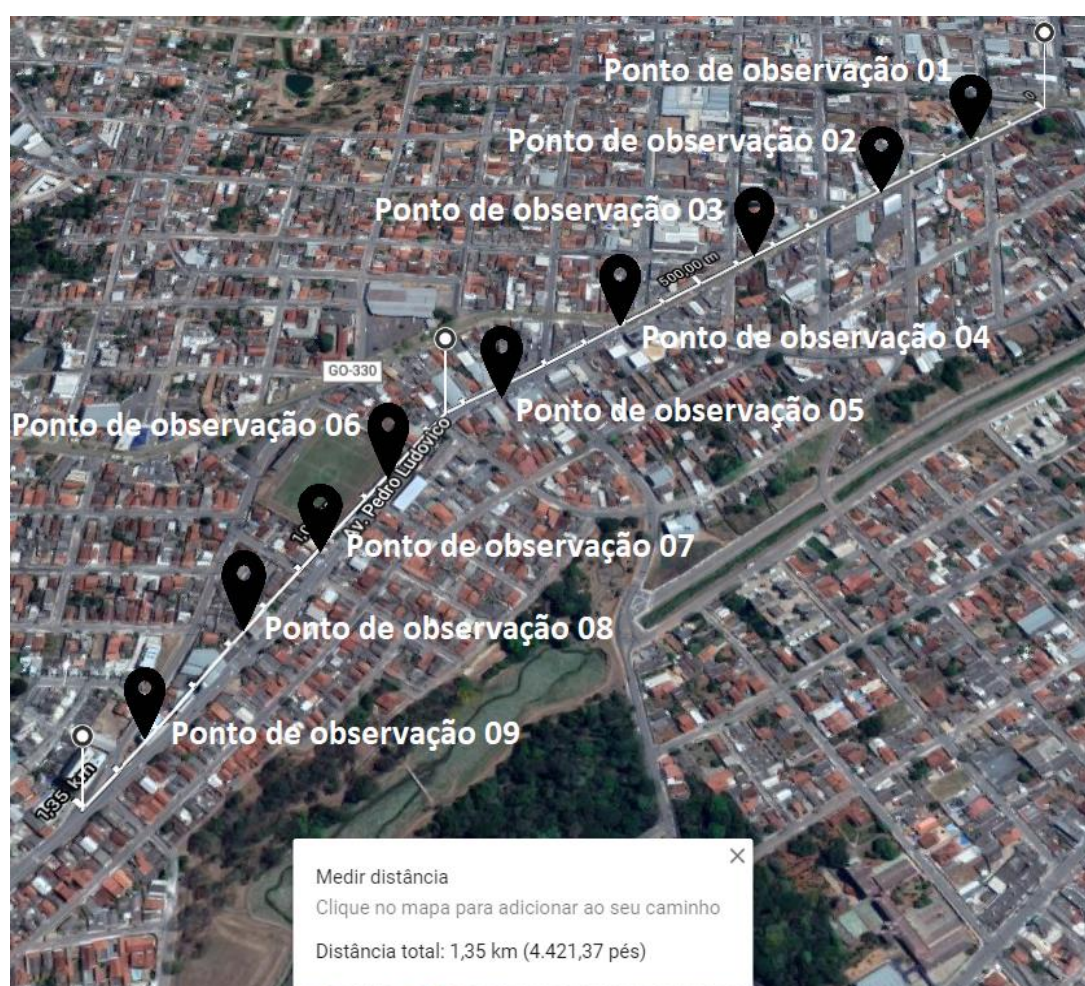 Ponto de observação 01
0
Ponto de observação 02
Ponto de observação 03
500,00 m
Ponto de observação 04
GO-330
Ponto de observação 05
Ponto de observação 06
Av. Pedro Ludovico
Ponto de observação 07
Ponto de observação 08
Ponto de observação 09
1,35 km
Medir distância
Clique no mapa para adicionar ao seu caminho
Distância total: 1,35 km (4.421,37 pés)